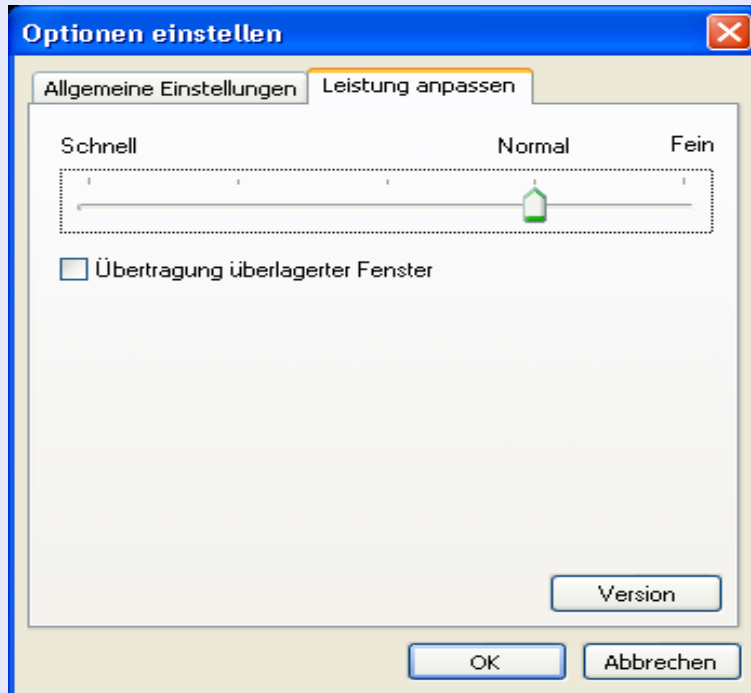 Optionen einstellen
Allgemeine Einstellungen Leistung anpassen
Schnell Normal Fein
Übertragung überlagerter Fenster
Version
OK Abbrechen